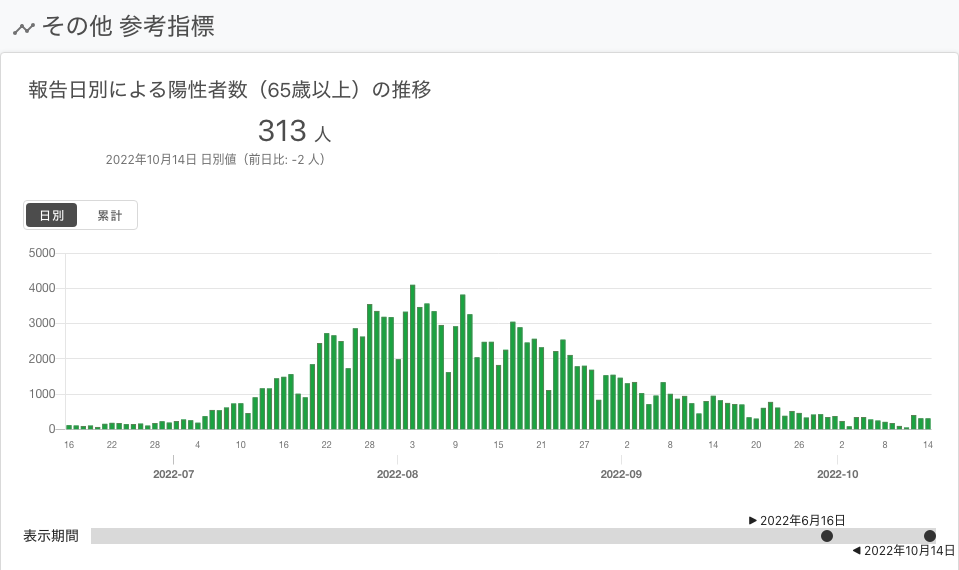 その他 参考指標
報告日別による陽性者数（65歳以上）の推移
313 人
2022年10月14日 日別値（前日比: -2 人）
日別 累計
5000
4000
3000
2000
1000
0
16 22 28 4 10 16 22 28 3 9 15 21 27 2 8 14 20 26 2 8 14
2022-07 2022-08 2022-09 2022-10
▶ 2022年6月16日
表示期間
◀ 2022年10月14日